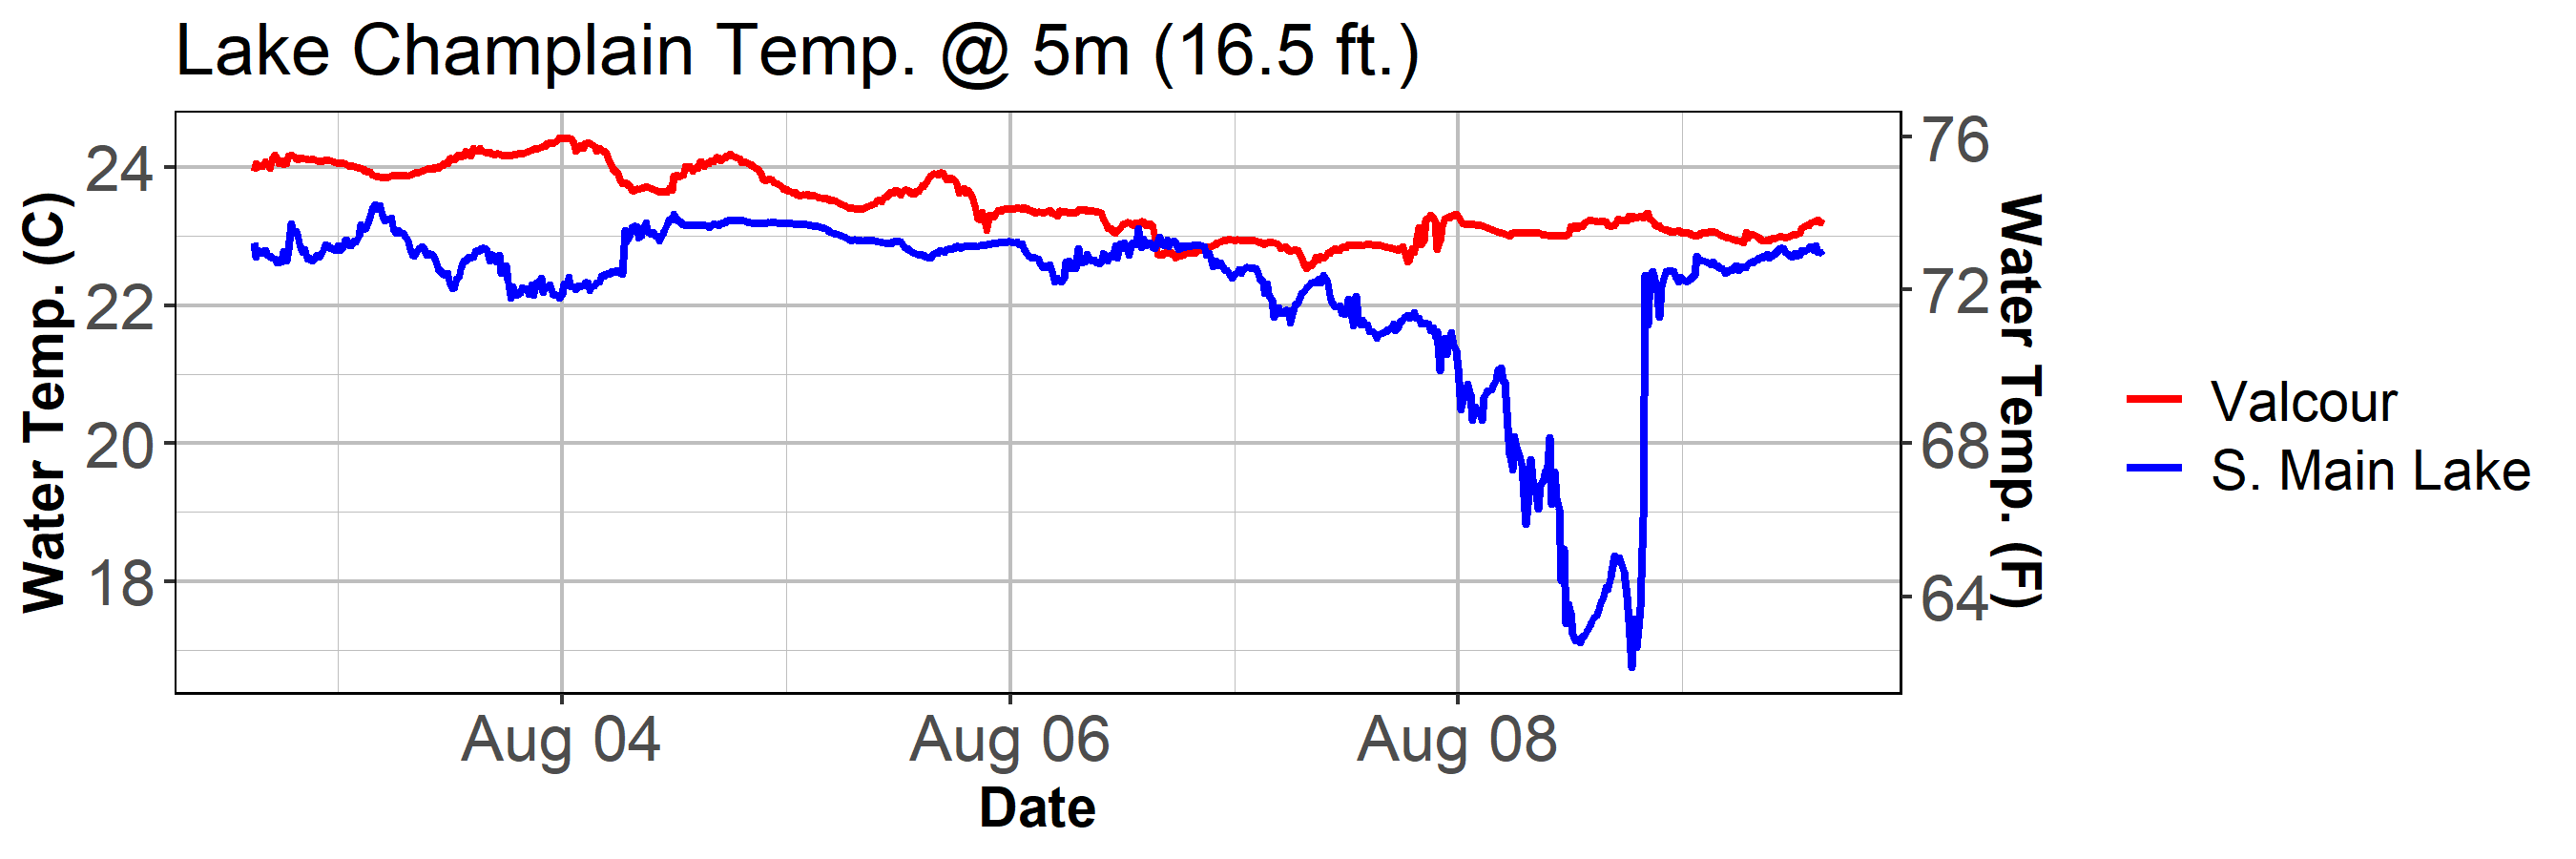 Lake Champlain Temp. @ 5m (16.5 ft.)
Water Temp. (C)
24
22
20
18
76
72
68
64
Water Temp. (F)
Aug 04
Aug 06
Aug 08
Date
Valcour
S. Main Lake